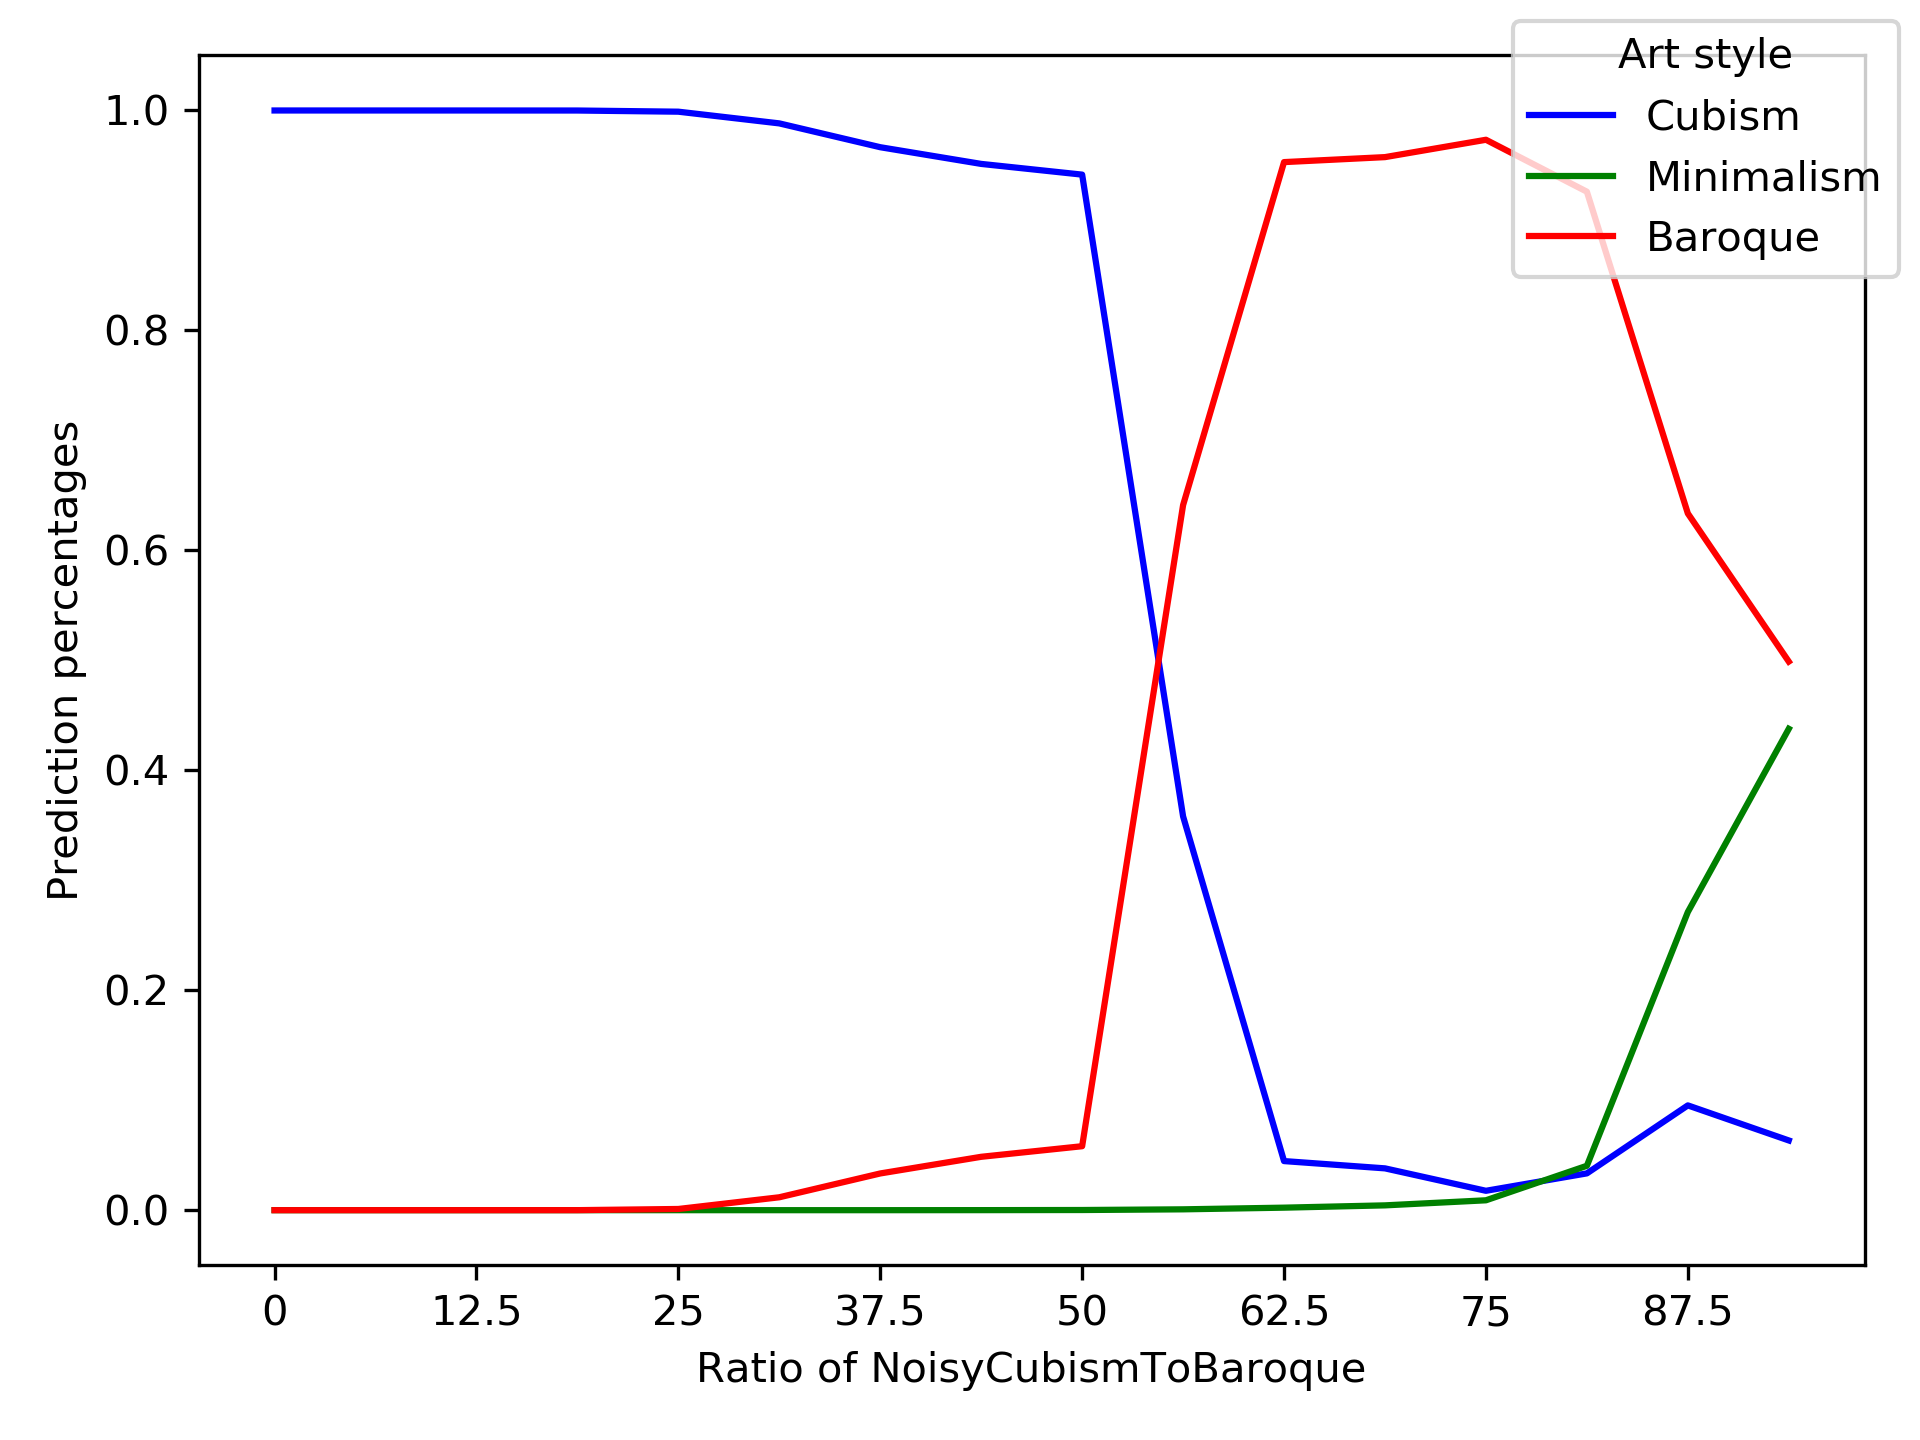 Art style
Cubism
Minimalism
Baroque
1.0
0.8
0.6
0.4
0.2
0.0
Prediction percentages
0 12.5 25 37.5 50 62.5 75 87.5
Ratio of NoisyCubismToBaroque